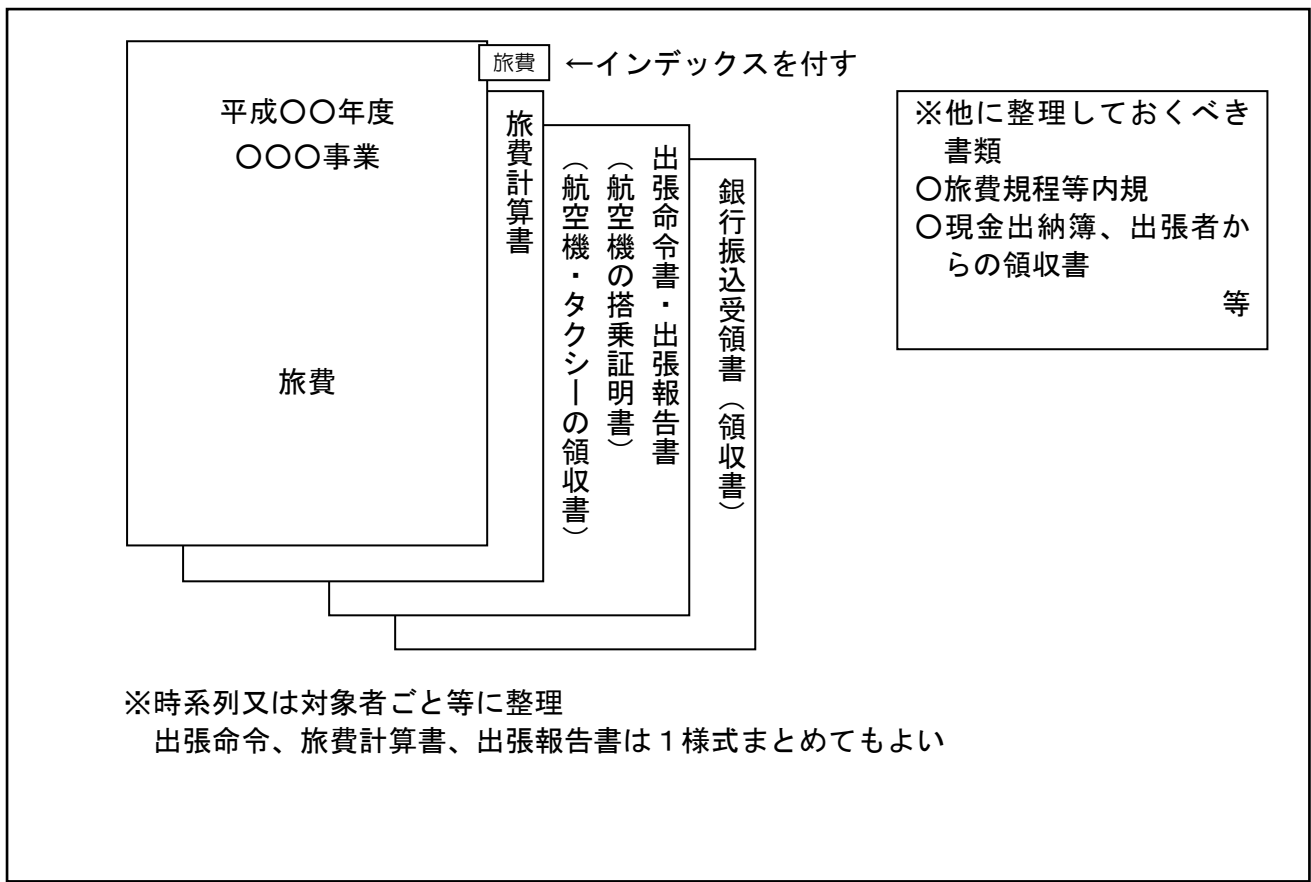 旅費
←インデックスを付す
平成〇〇年度
〇〇〇事業
旅費
旅費計算書
出張命令書・出張報告書
（航空機の搭乗証明書）
（航空機・タクシーの領収書）
銀行振込受領書（領収書）
※他に整理しておくべき
書類
〇旅費規程等内規
〇現金出納簿、出張者か
らの領収書
等
※時系列又は対象者ごと等に整理
出張命令、旅費計算書、出張報告書は１様式まとめてもよい